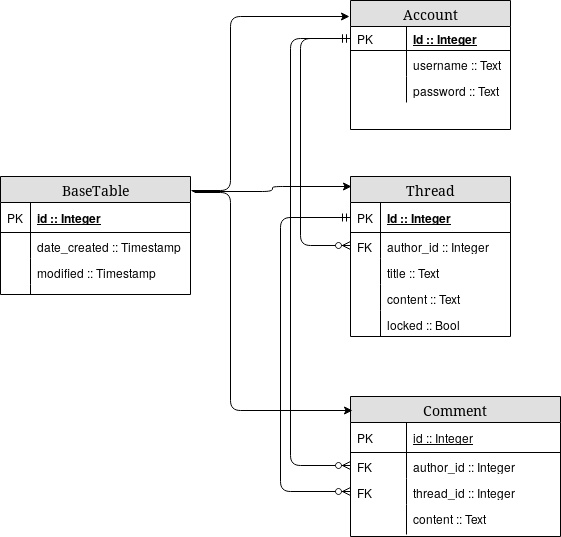 Account
PK Id :: Integer
username :: Text
password :: Text
BaseTable
PK id :: Integer
date_created :: Timestamp
modified :: Timestamp
Thread
PK Id :: Integer
FK author_id :: Integer
title :: Text
content :: Text
locked :: Bool
Comment
PK id :: Integer
FK author_id :: Integer
FK thread_id :: Integer
content :: Text